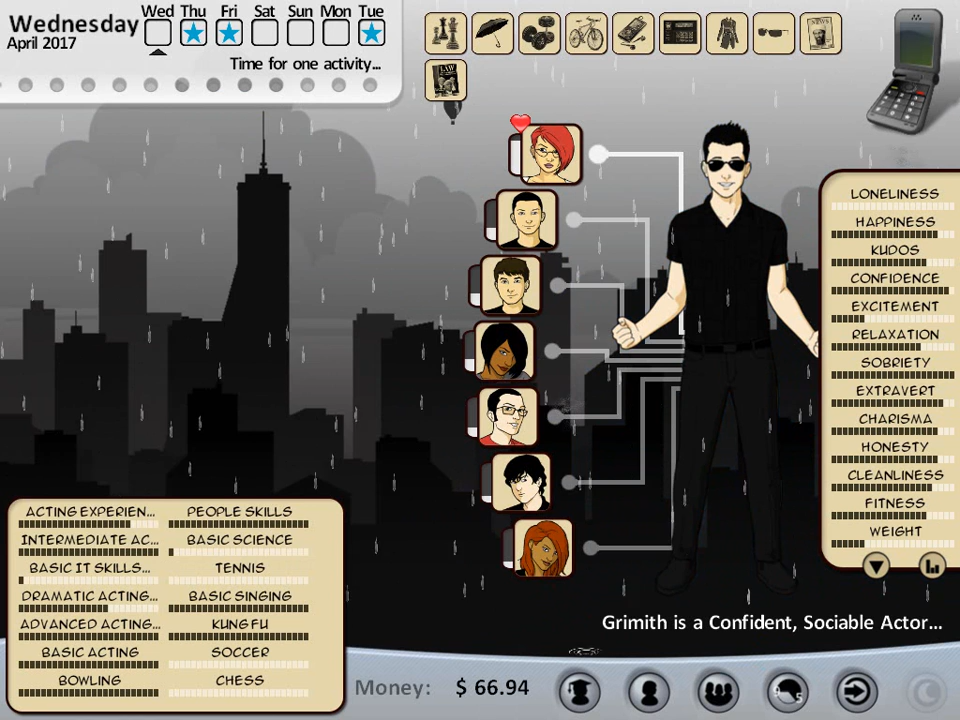 Wednesday
April 2017
Wed Thu Fri Sat Sun Mon Tue
Time for one activity...
NEWS
LAW
LONELINESS
HAPPINESS
KUDOS
CONFIDENCE
EXCITEMENT
RELAXATION
SOBRIETY
EXTRAVERT
CHARISMA
HONESTY
CLEANLINESS
FITNESS
WEIGHT
ACTING EXPERIEN... PEOPLE SKILLS
INTERMEDIATE AC... BASIC SCIENCE
BASIC IT SKILLS... TENNIS
DRAMATIC ACTING... BASIC SINGING
ADVANCED ACTING... KUNG FU
BASIC ACTING SOCCER
BOWLING CHESS
Grimith is a Confident, Sociable Actor...
Money: $ 66.94